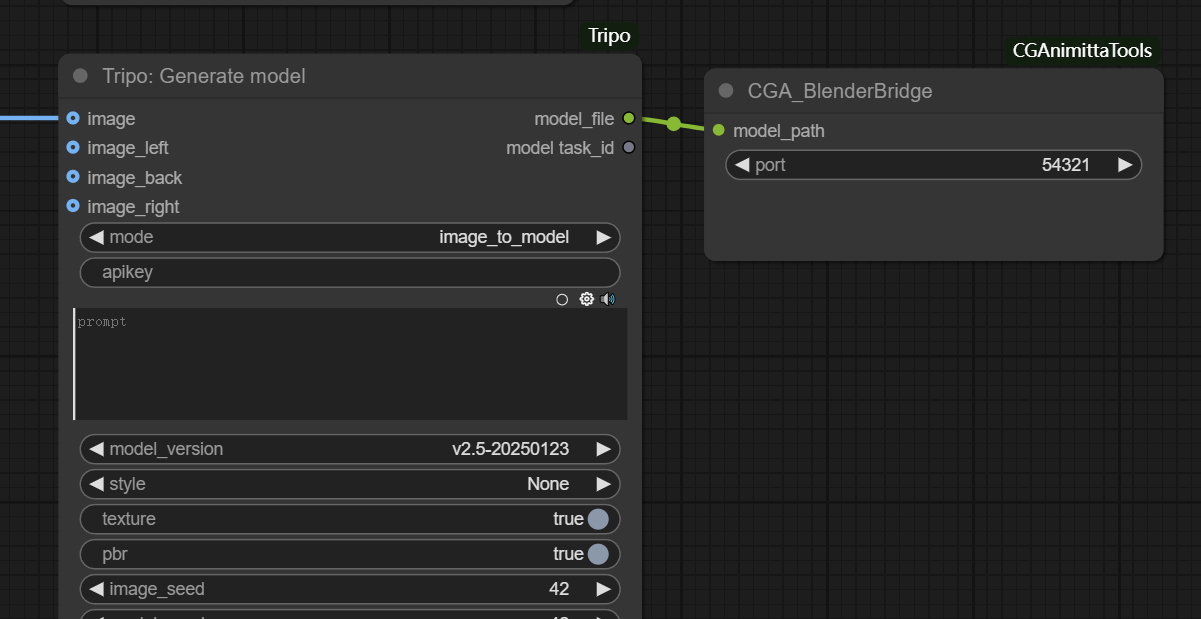 Tripo
Tripo: Generate model
image
model_file
image_left
model task_id
image_back
image_right
mode
image_to_model
apikey
prompt
model_version
v2.5-20250123
style
None
texture
true
pbr
true
image_seed
42
CGAnimittaTools
CGA_BlenderBridge
model_path
port
54321